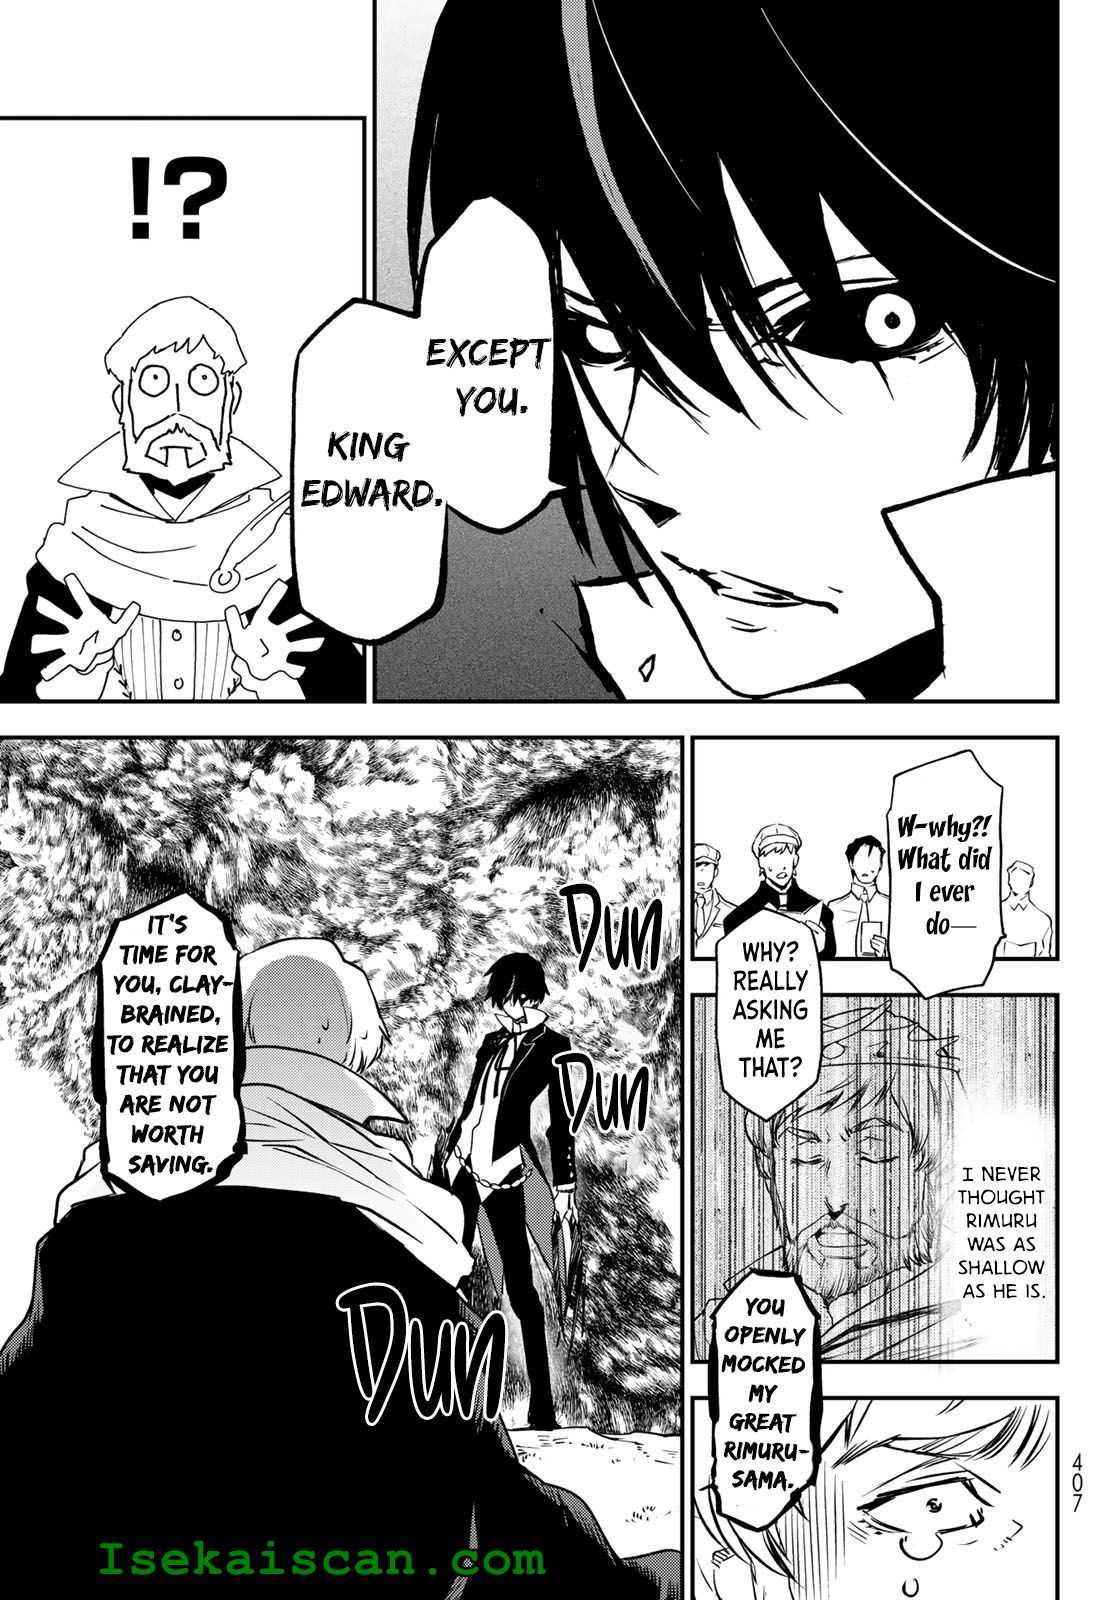 EXCEPT
YOU.
KING
EDWARD.
!?
W-why?!
What did
I ever
do—
WHY?
REALLY
ASKING
ME
THAT?
I NEVER
THOUGHT
RIMURU
WAS AS
SHALLOW
AS HE IS.
YOU
OPENLY
MOCKED
MY
GREAT
RIMURU-
SAMA.
Dun
Dun
Dun
IT'S
TIME FOR
YOU, CLAY-
BRAINED,
TO REALIZE
THAT YOU
ARE NOT
WORTH
SAVING.
407
Isekaiscan.com